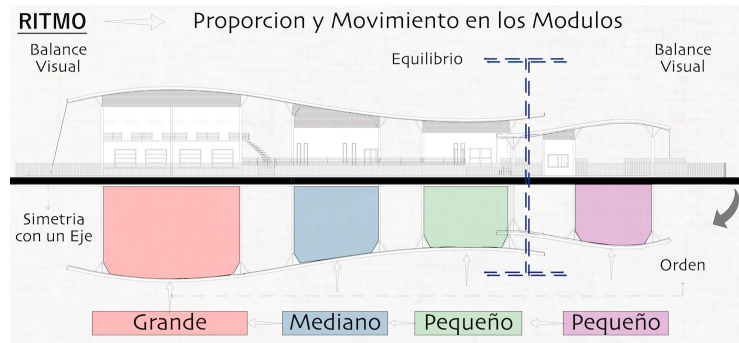 RITMO
Proporcion y Movimiento en los Modulos
Balance
Visual
Equilibrio
Balance
Visual
Simetria
con un Eje
Orden
Grande
Mediano
Pequeño
Pequeño